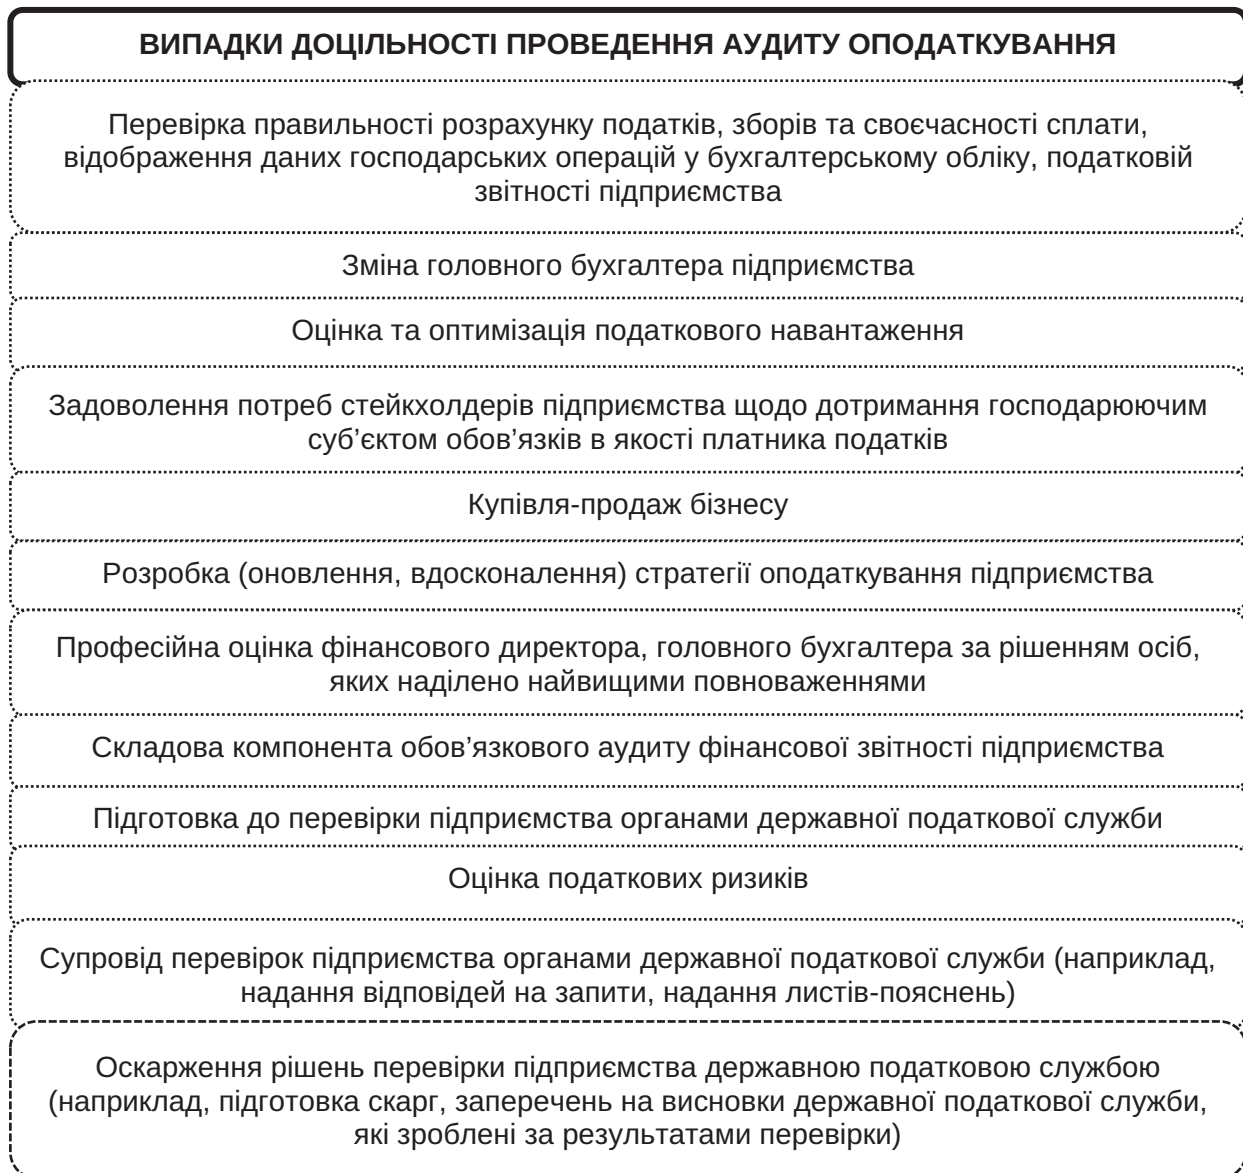 ВИПАДКИ ДОЦІЛЬНОСТІ ПРОВЕДЕННЯ АУДИТУ ОПОДАТКУВАННЯ
Перевірка правильності розрахунку податків, зборів та своєчасності сплати,
відображення даних господарських операцій у бухгалтерському обліку, податковій
звітності підприємства
Зміна головного бухгалтера підприємства
Оцінка та оптимізація податкового навантаження
Задоволення потреб стейкхолдерів підприємства щодо дотримання господарюючим
суб’єктом обов’язків в якості платника податків
Купівля-продаж бізнесу
Розробка (оновлення, вдосконалення) стратегії оподаткування підприємства
Професійна оцінка фінансового директора, головного бухгалтера за рішенням осіб,
яких наділено найвищими повноваженнями
Складова компонента обов’язкового аудиту фінансової звітності підприємства
Підготовка до перевірки підприємства органами державної податкової служби
Оцінка податкових ризиків
Супровід перевірок підприємства органами державної податкової служби (наприклад,
надання відповідей на запити, надання листів-пояснень)
Оскарження рішень перевірки підприємства державною податковою службою
(наприклад, підготовка скарг, заперечень на висновки державної податкової служби,
які зроблені за результатами перевірки)